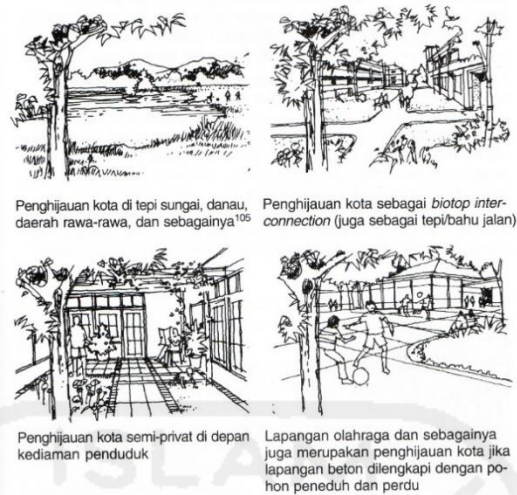 Penghijauan kota di tepi sungai, danau,
daerah rawa-rawa, dan sebagainya¹⁰⁵
Penghijauan kota sebagai biotop inter-
connection (juga sebagai tepi/bahu jalan)
Penghijauan kota semi-privat di depan
kediaman penduduk
Lapangan olahraga dan sebagainya
juga merupakan penghijauan kota jika
lapangan beton dilengkapi dengan po-
hon peneduh dan perdu
ISLA